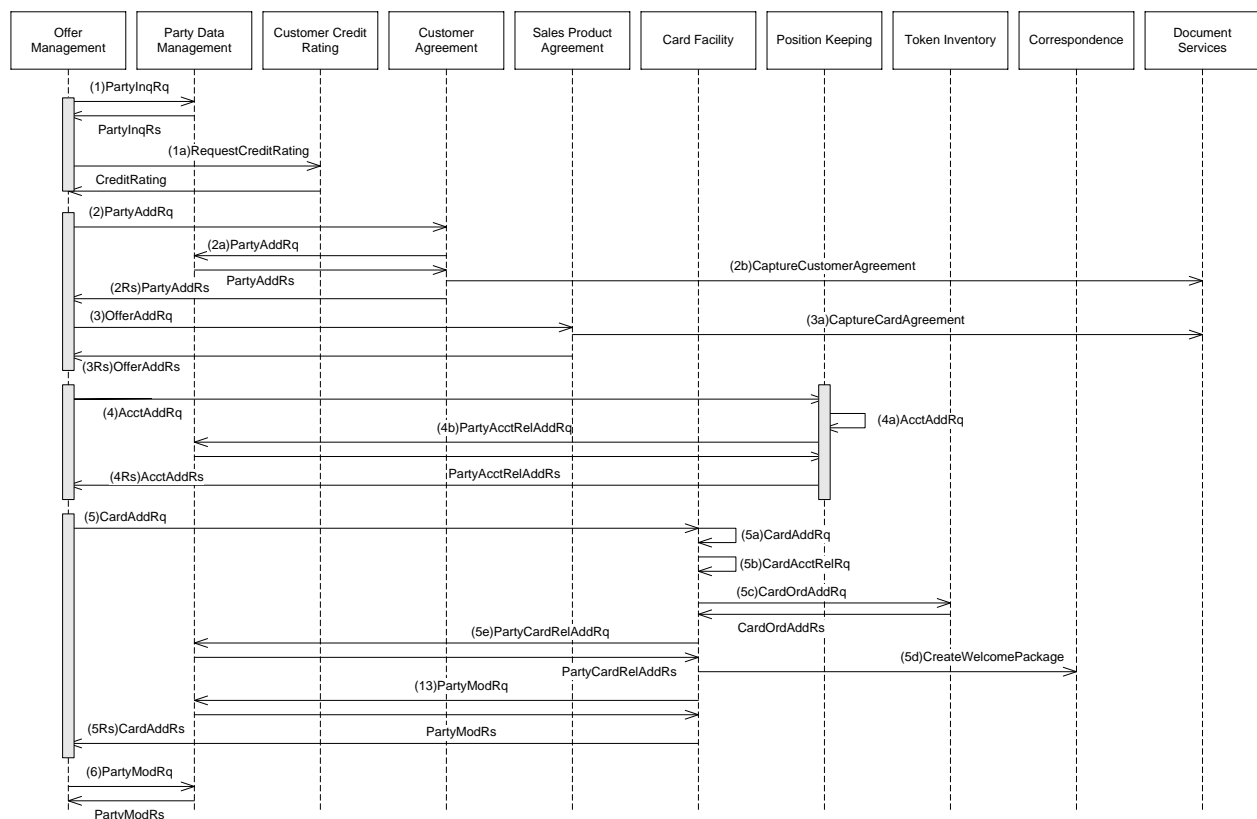 Offer
Management
Party Data
Management
Customer Credit
Rating
Customer
Agreement
Sales Product
Agreement
Card Facility
Position Keeping
Token Inventory
Correspondence
Document
Services
(1)PartyInqRq
PartyInqRs
(1a)RequestCreditRating
CreditRating
(2)PartyAddRq
(2a)PartyAddRq
PartyAddRs
(2b)CaptureCustomerAgreement
(2Rs)PartyAddRs
(3)OfferAddRq
(3a)CaptureCardAgreement
(3Rs)OfferAddRs
(4)AcctAddRq
(4a)AcctAddRq
(4b)PartyAcctRelAddRq
PartyAcctRelAddRs
(4Rs)AcctAddRs
(5)CardAddRq
(5a)CardAddRq
(5b)CardAcctRelRq
(5c)CardOrdAddRq
CardOrdAddRs
(5e)PartyCardRelAddRq
PartyCardRelAddRs
(5d)CreateWelcomePackage
(13)PartyModRq
PartyModRs
(5Rs)CardAddRs
(6)PartyModRq
PartyModRs